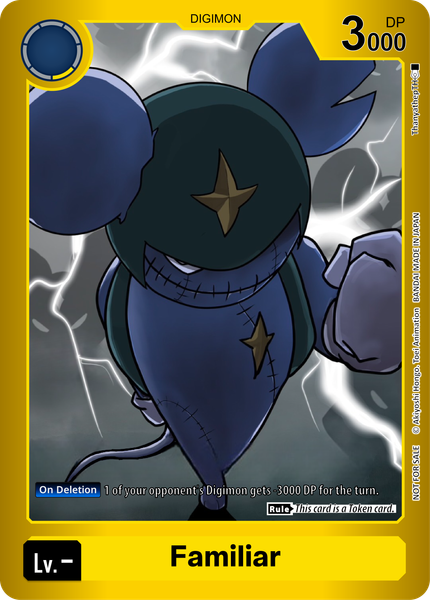 DIGIMON
DP
3000
On Deletion 1 of your opponent's Digimon gets -3000 DP for the turn.
Rule This card is a Token card.
Lv.-
Familiar
NOT FOR SALE © Akiyoshi Hongo, Toei Animation BANDAI MADE IN JAPAN